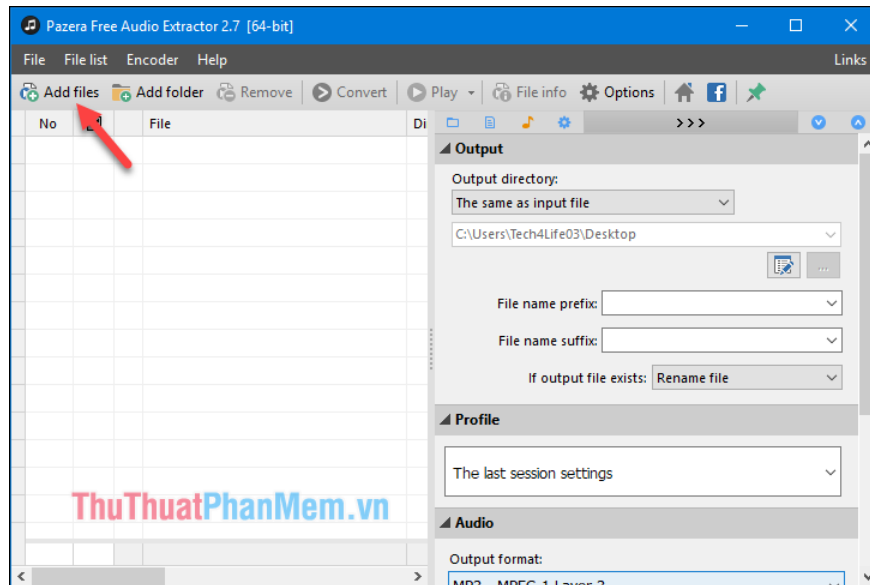 Pazera Free Audio Extractor 2.7 [64-bit]
File File list Encoder Help Links
Add files Add folder Remove Convert Play File info Options
No File Di >>>
Output
Output directory:
The same as input file
C:\Users\Tech4Life03\Desktop
...
File name prefix:
File name suffix:
If output file exists: Rename file
Profile
The last session settings
ThuThuatPhanMem.vn
Audio
Output format: